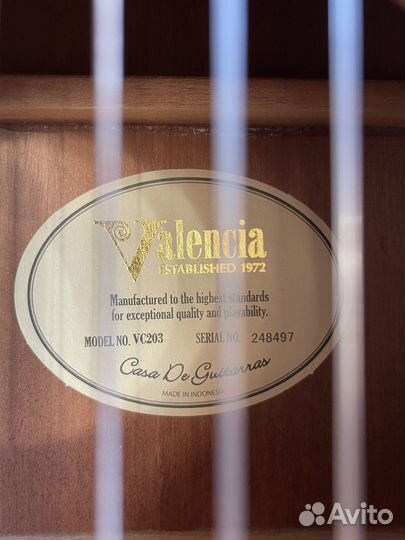 Valencia
ESTABLISHED 1972
Manufactured to the highest standards
for exceptional quality and playability.
MODEL NO. VC203 SERIAL NO. 248497
Casa De Guitarras
MADE IN INDONESIA
Avito